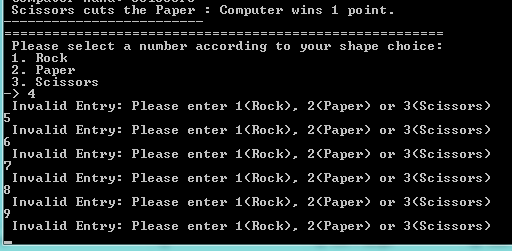 Computer hand: Scissors
Scissors cuts the Paper : Computer wins 1 point.
------------------------
=====================================================
Please select a number according to your shape choice:
1. Rock
2. Paper
3. Scissors
-> 4
Invalid Entry: Please enter 1(Rock), 2(Paper) or 3(Scissors)
5
Invalid Entry: Please enter 1(Rock), 2(Paper) or 3(Scissors)
6
Invalid Entry: Please enter 1(Rock), 2(Paper) or 3(Scissors)
7
Invalid Entry: Please enter 1(Rock), 2(Paper) or 3(Scissors)
8
Invalid Entry: Please enter 1(Rock), 2(Paper) or 3(Scissors)
9
Invalid Entry: Please enter 1(Rock), 2(Paper) or 3(Scissors)